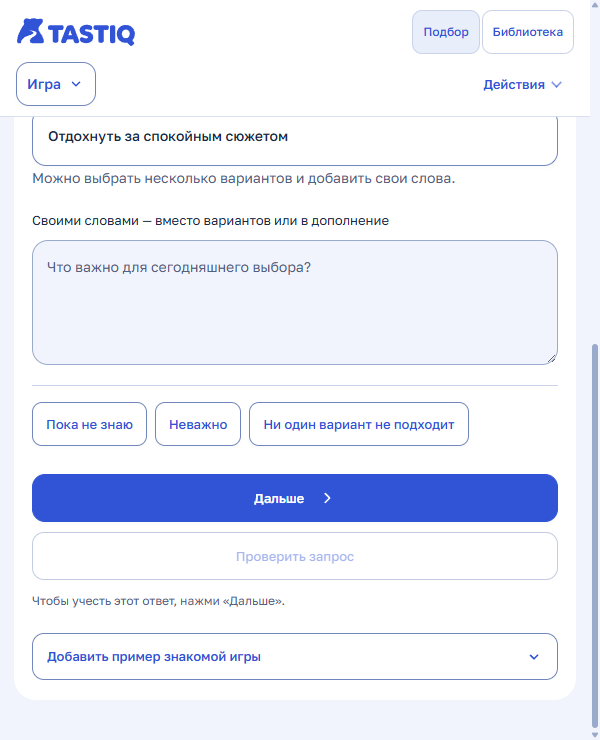 TASTIQ
Подбор
Библиотека
Игра
Действия
Отдохнуть за спокойным сюжетом
Можно выбрать несколько вариантов и добавить свои слова.
Своими словами — вместо вариантов или в дополнение
Что важно для сегодняшнего выбора?
Пока не знаю
Неважно
Ни один вариант не подходит
Дальше
Проверить запрос
Чтобы учесть этот ответ, нажми «Дальше».
Добавить пример знакомой игры